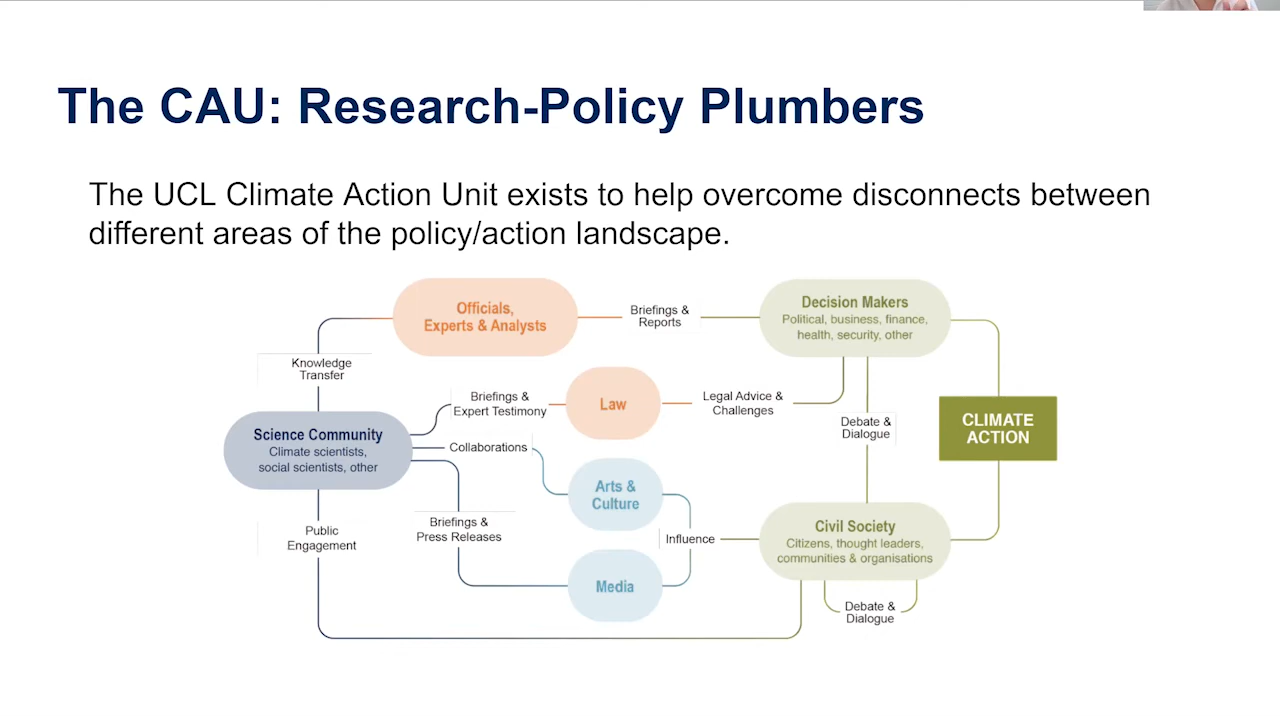 The CAU: Research-Policy Plumbers
The UCL Climate Action Unit exists to help overcome disconnects between
different areas of the policy/action landscape.
Officials,
Experts & Analysts
Briefings &
Reports
Decision Makers
Political, business, finance,
health, security, other
Knowledge
Transfer
Briefings &
Expert Testimony
Law
Legal Advice &
Challenges
Debate &
Dialogue
CLIMATE
ACTION
Science Community
Climate scientists,
social scientists, other
Collaborations
Arts &
Culture
Public
Engagement
Briefings &
Press Releases
Influence
Civil Society
Citizens, thought leaders,
communities & organisations
Media
Debate &
Dialogue